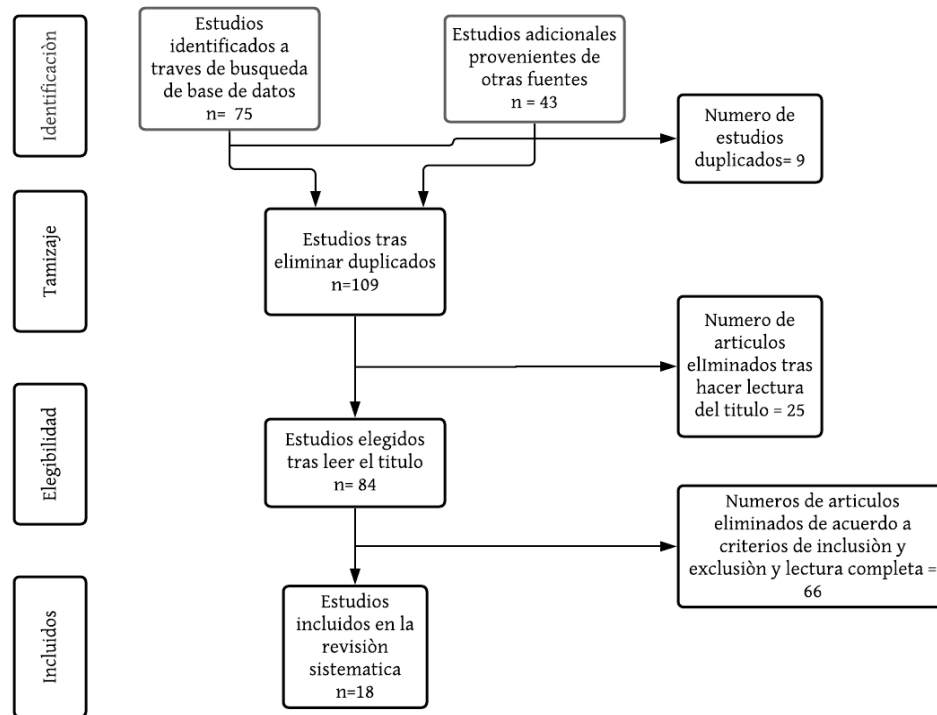 Identificaciòn
Estudios
identificados a
traves de busqueda
de base de datos
n= 75
Estudios adicionales
provenientes de
otras fuentes
n = 43
Numero de
estudios
duplicados= 9
Tamizaje
Estudios tras
eliminar duplicados
n=109
Numero de
articulos
elIminados tras
hacer lectura
del titulo = 25
Elegibilidad
Estudios elegidos
tras leer el titulo
n= 84
Numeros de articulos
eliminados de acuerdo a
criterios de inclusiòn y
exclusiòn y lectura completa =
66
Incluidos
Estudios
incluidos en la
revisiòn
sistematica
n=18